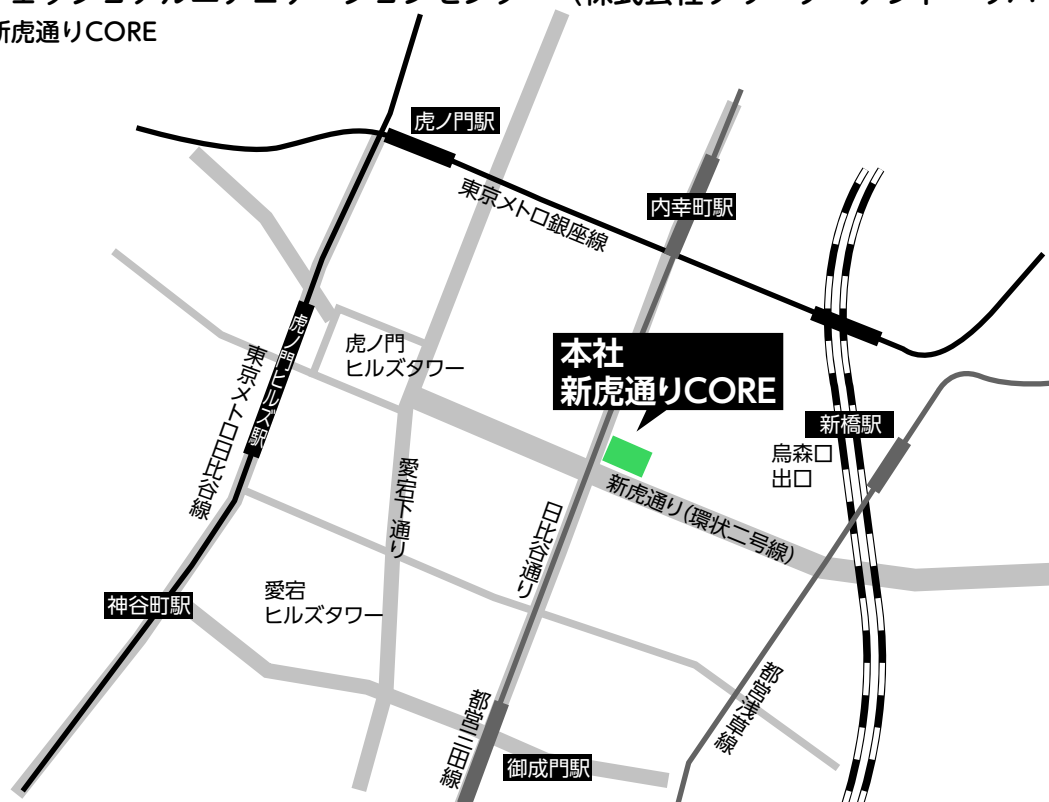 新虎通りCORE
虎ノ門駅
東京メトロ銀座線
内幸町駅
虎ノ門ヒルズ駅
東京メトロ日比谷線
虎ノ門
ヒルズタワー
本社
新虎通りCORE
新橋駅
烏森口
出口
愛宕下通り
新虎通り(環状二号線)
日比谷通り
神谷町駅
愛宕
ヒルズタワー
都営浅草線
都営三田線
御成門駅